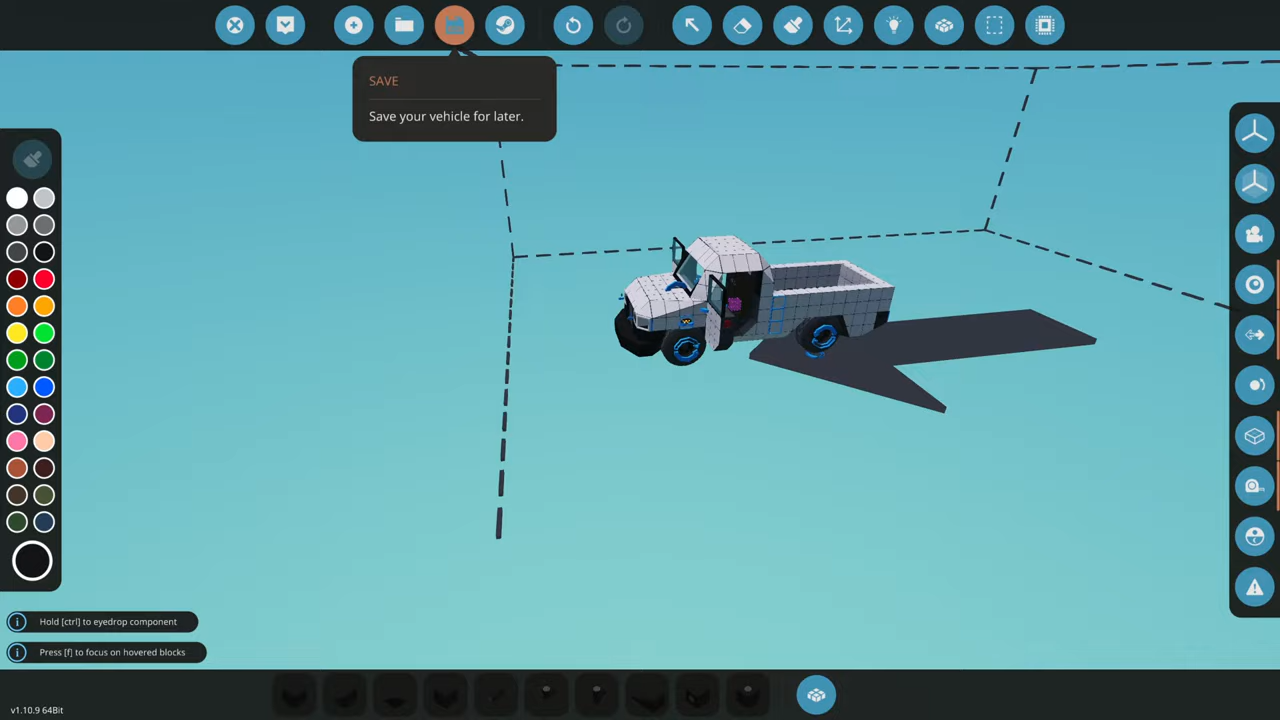 SAVE
Save your vehicle for later.
Hold [ctrl] to eyedrop component
Press [f] to focus on hovered blocks
v1.10.9 64Bit